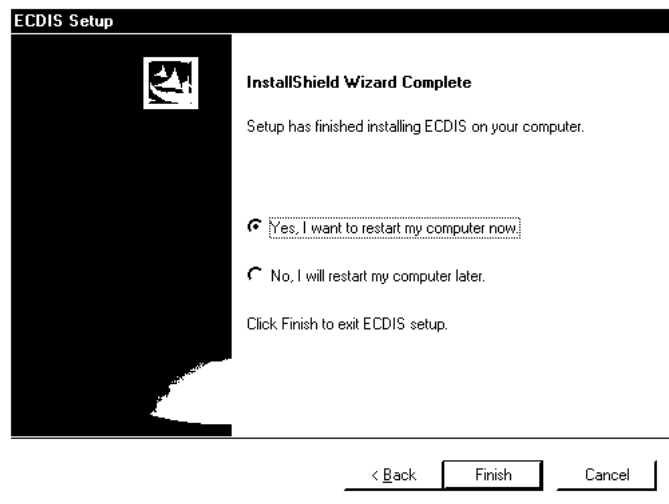 ECDIS Setup
InstallShield Wizard Complete
Setup has finished installing ECDIS on your computer.
Yes, I want to restart my computer now.
No, I will restart my computer later.
Click Finish to exit ECDIS setup.
< Back Finish Cancel